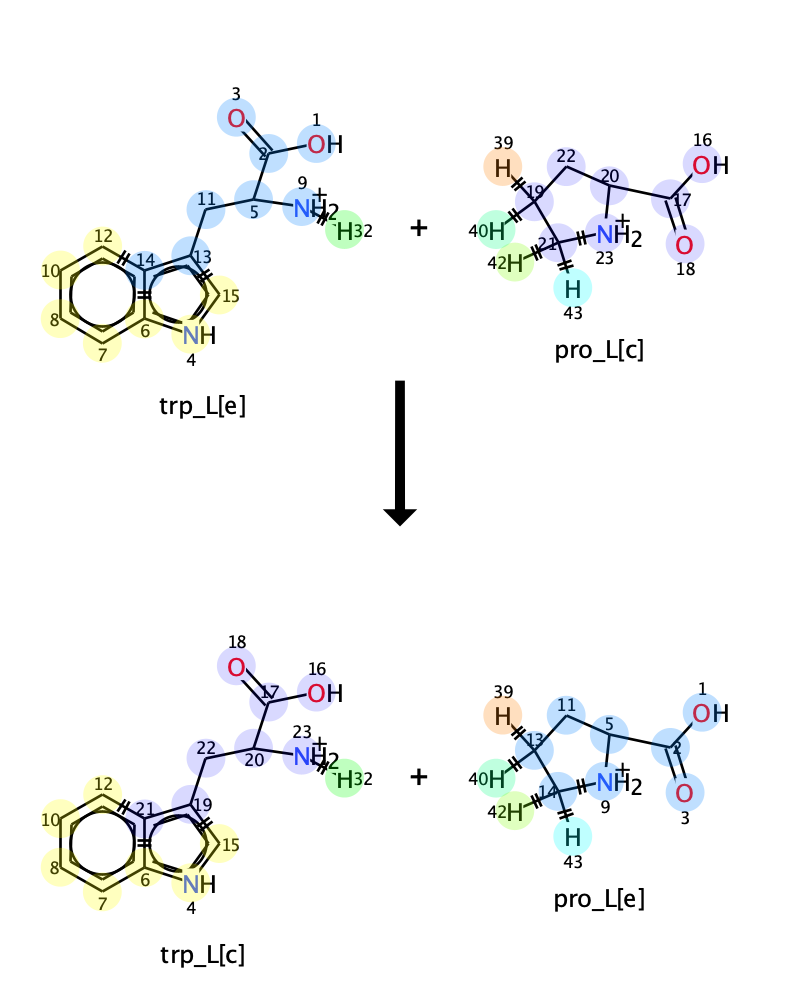 3
1
O
OH
2
9
11
5
NH2
+
H32
12
14
13
10
15
8
6
NH
7
4
trp_L[e]
+
39
22
16
H
20
OH
19
17
40H
21
NH2
+
42H
23
O
H
18
43
pro_L[c]
18
16
O
17
OH
23
22
20
NH2
+
H32
12
21
19
10
15
8
6
NH
7
4
trp_L[c]
+
39
11
1
H
5
OH
13
2
40H
14
NH2
+
42H
9
O
H
3
43
pro_L[e]